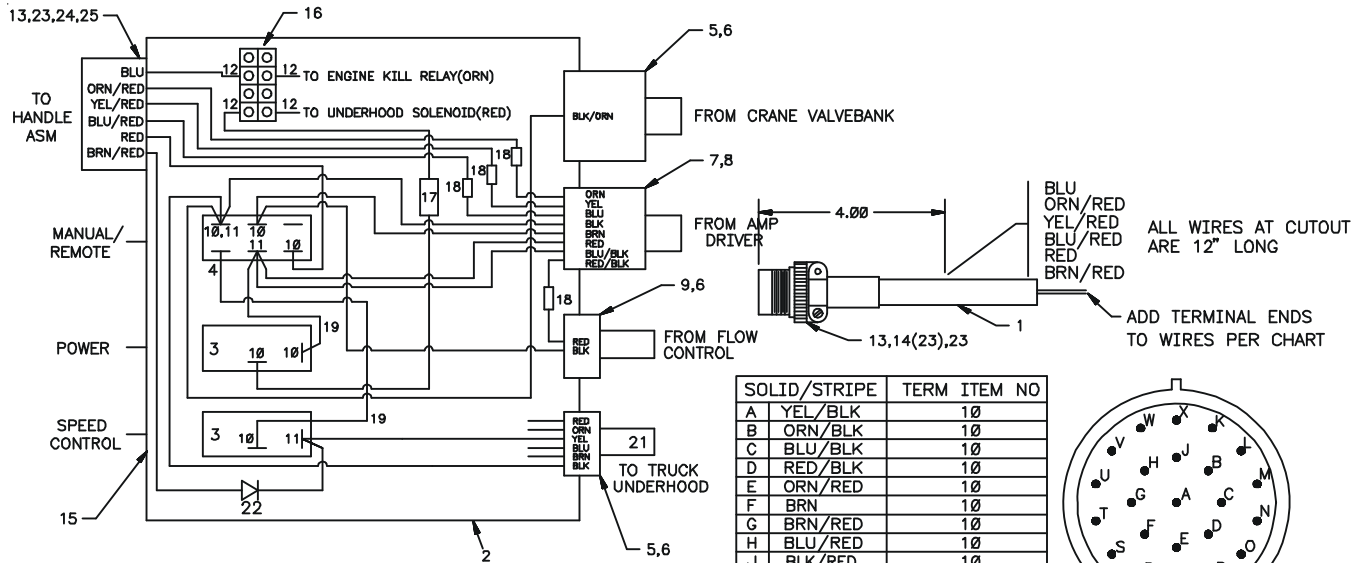 13,23,24,25
16
5,6
BLU
ORN/RED
YEL/RED
BLU/RED
RED
BRN/RED
TO
HANDLE
ASM
12
12
TO ENGINE KILL RELAY(ORN)
12
12
TO UNDERHOOD SOLENOID(RED)
BLK/ORN
FROM CRANE VALVEBANK
18
18
18
17
7,8
ORN
YEL
BLU
BLK
BRN
RED
BLU/BLK
RED/BLK
FROM AMP
DRIVER
MANUAL/
REMOTE
10,11
10
11
10
4
18
9,6
RED
BLK
FROM FLOW
CONTROL
POWER
3
10
10
19
SPEED
CONTROL
3
10
11
19
RED
ORN
YEL
BLU
BRN
BLK
21
TO TRUCK
UNDERHOOD
22
15
2
5,6
4.00
BLU
ORN/RED
YEL/RED
BLU/RED
RED
BRN/RED
ALL WIRES AT CUTOUT
ARE 12" LONG
1
13,14(23),23
ADD TERMINAL ENDS
TO WIRES PER CHART
SOLID/STRIPE TERM ITEM NO
A YEL/BLK 10
B ORN/BLK 10
C BLU/BLK 10
D RED/BLK 10
E ORN/RED 10
F BRN 10
G BRN/RED 10
H BLU/RED 10
J BLK/RED 10
W X K
V J L
U H B M
G A C
T N
F D
S E O